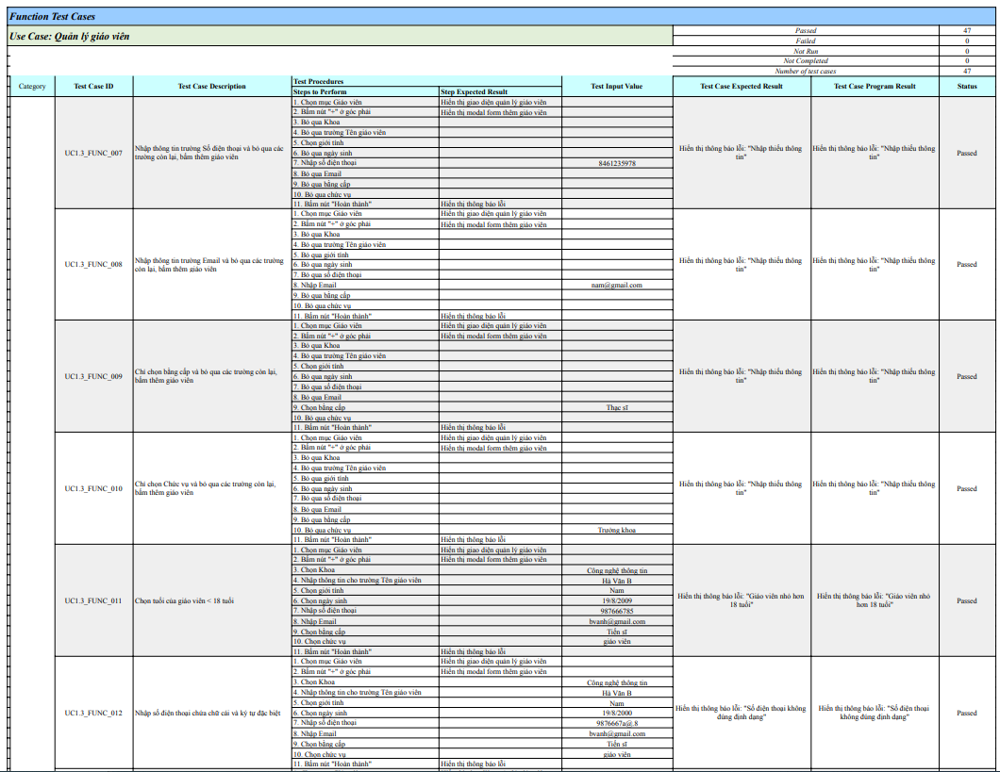 Function Test Cases
Use Case: Quản lý giáo viên
Passed 47
Failed 0
Not Run 0
Not Completed 0
Number of test cases 47
Category Test Case ID Test Case Description Test Procedures Test Input Value Test Case Expected Result Test Case Program Result Status
Steps to Perform Step Expected Result
UC1.3_FUNC_007
Nhập thông tin trường Số điện thoại và bỏ qua các
trường còn lại, bấm thêm giáo viên
1. Chọn mục Giáo viên Hiển thị giao diện quản lý giáo viên
2. Bấm nút "+" ở góc phải Hiển thị modal form thêm giáo viên
3. Bỏ qua Khoa
4. Bỏ qua trường Tên giáo viên
5. Chọn giới tính
6. Bỏ qua ngày sinh
7. Nhập số điện thoại 8461235978
8. Bỏ qua Email
9. Bỏ qua bằng cấp
10. Bỏ qua chức vụ
11. Bấm nút "Hoàn thành" Hiển thị thông báo lỗi
Hiển thị thông báo lỗi: "Nhập thiếu thông
tin"
Hiển thị thông báo lỗi: "Nhập thiếu thông
tin"
Passed
UC1.3_FUNC_008
Nhập thông tin trường Email và bỏ qua các trường
còn lại, bấm thêm giáo viên
1. Chọn mục Giáo viên Hiển thị giao diện quản lý giáo viên
2. Bấm nút "+" ở góc phải Hiển thị modal form thêm giáo viên
3. Bỏ qua Khoa
4. Bỏ qua trường Tên giáo viên
5. Bỏ qua giới tính
6. Bỏ qua ngày sinh
7. Bỏ qua số điện thoại
8. Nhập Email nam@gmail.com
9. Bỏ qua bằng cấp
10. Bỏ qua chức vụ
11. Bấm nút "Hoàn thành" Hiển thị thông báo lỗi
Hiển thị thông báo lỗi: "Nhập thiếu thông
tin"
Hiển thị thông báo lỗi: "Nhập thiếu thông
tin"
Passed
UC1.3_FUNC_009
Chỉ chọn bằng cấp và bỏ qua các trường còn lại,
bấm thêm giáo viên
1. Chọn mục Giáo viên Hiển thị giao diện quản lý giáo viên
2. Bấm nút "+" ở góc phải Hiển thị modal form thêm giáo viên
3. Bỏ qua Khoa
4. Bỏ qua trường Tên giáo viên
5. Chọn giới tính
6. Bỏ qua ngày sinh
7. Bỏ qua số điện thoại
8. Bỏ qua Email
9. Chọn bằng cấp Thạc sĩ
10. Bỏ qua chức vụ
11. Bấm nút "Hoàn thành" Hiển thị thông báo lỗi
Hiển thị thông báo lỗi: "Nhập thiếu thông
tin"
Hiển thị thông báo lỗi: "Nhập thiếu thông
tin"
Passed
UC1.3_FUNC_010
Chỉ chọn Chức vụ và bỏ qua các trường còn lại,
bấm thêm giáo viên
1. Chọn mục Giáo viên Hiển thị giao diện quản lý giáo viên
2. Bấm nút "+" ở góc phải Hiển thị modal form thêm giáo viên
3. Bỏ qua Khoa
4. Bỏ qua trường Tên giáo viên
5. Bỏ qua giới tính
6. Bỏ qua ngày sinh
7. Bỏ qua số điện thoại
8. Bỏ qua Email
9. Bỏ qua bằng cấp
10. Bỏ qua chức vụ Trưởng khoa
11. Bấm nút "Hoàn thành" Hiển thị thông báo lỗi
Hiển thị thông báo lỗi: "Nhập thiếu thông
tin"
Hiển thị thông báo lỗi: "Nhập thiếu thông
tin"
Passed
UC1.3_FUNC_011
Chọn tuổi của giáo viên < 18 tuổi
1. Chọn mục Giáo viên Hiển thị giao diện quản lý giáo viên
2. Bấm nút "+" ở góc phải Hiển thị modal form thêm giáo viên
3. Chọn Khoa Công nghệ thông tin
4. Nhập thông tin cho trường Tên giáo viên Hà Văn B
5. Chọn giới tính Nam
6. Chọn ngày sinh 19/8/2009
7. Nhập số điện thoại 987666785
8. Nhập Email bvanh@gmail.com
9. Chọn bằng cấp Tiến sĩ
10. Chọn chức vụ giáo viên
11. Bấm nút "Hoàn thành" Hiển thị thông báo lỗi
Hiển thị thông báo lỗi: "Giáo viên nhỏ hơn
18 tuổi"
Hiển thị thông báo lỗi: "Giáo viên nhỏ
hơn 18 tuổi"
Passed
UC1.3_FUNC_012
Nhập số điện thoại chứa chữ cái và ký tự đặc biệt
1. Chọn mục Giáo viên Hiển thị giao diện quản lý giáo viên
2. Bấm nút "+" ở góc phải Hiển thị modal form thêm giáo viên
3. Chọn Khoa Công nghệ thông tin
4. Nhập thông tin cho trường Tên giáo viên Hà Văn B
5. Chọn giới tính Nam
6. Chọn ngày sinh 19/8/2000
7. Nhập số điện thoại 9876667a@.8
8. Nhập Email bvanh@gmail.com
9. Chọn bằng cấp Tiến sĩ
10. Chọn chức vụ giáo viên
11. Bấm nút "Hoàn thành" Hiển thị thông báo lỗi
Hiển thị thông báo lỗi: "Số điện thoại không
đúng định dạng"
Hiển thị thông báo lỗi: "Số điện thoại
không đúng định dạng"
Passed